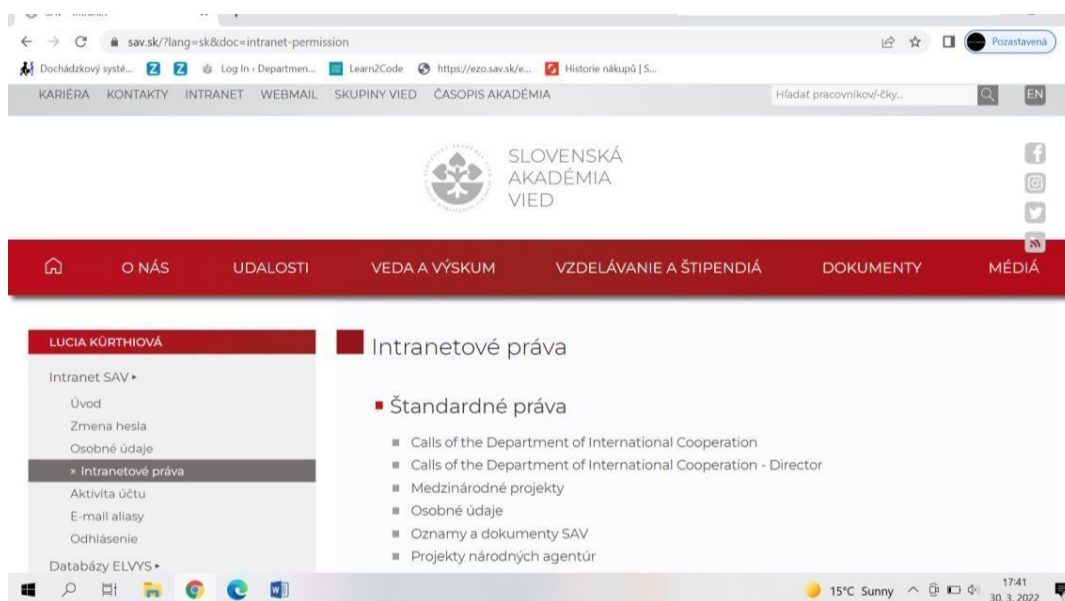 sav.sk/?lang=sk&doc=intranet-permission
Pozastavená
Dochádzkový systé...
Z
Z
Log In ‹ Departmen...
Learn2Code
https://ezo.sav.sk/e...
Historie nákupů | S...
KARIÉRA KONTAKTY INTRANET WEBMAIL SKUPINY VIED ČASOPIS AKADÉMIA
Hľadať pracovníkov/-čky...
EN
SLOVENSKÁ
AKADÉMIA
VIED
O NÁS UDALOSTI VEDA A VÝSKUM VZDELÁVANIE A ŠTIPENDIÁ DOKUMENTY MÉDIÁ
LUCIA KÜRTHIOVÁ
Intranet SAV
Úvod
Zmena hesla
Osobné údaje
» Intranetové práva
Aktivita účtu
E-mail aliasy
Odhlásenie
Databázy ELVYS
Intranetové práva
Štandardné práva
Calls of the Department of International Cooperation
Calls of the Department of International Cooperation - Director
Medzinárodné projekty
Osobné údaje
Oznamy a dokumenty SAV
Projekty národných agentúr
15°C Sunny
17:41
30. 3. 2022